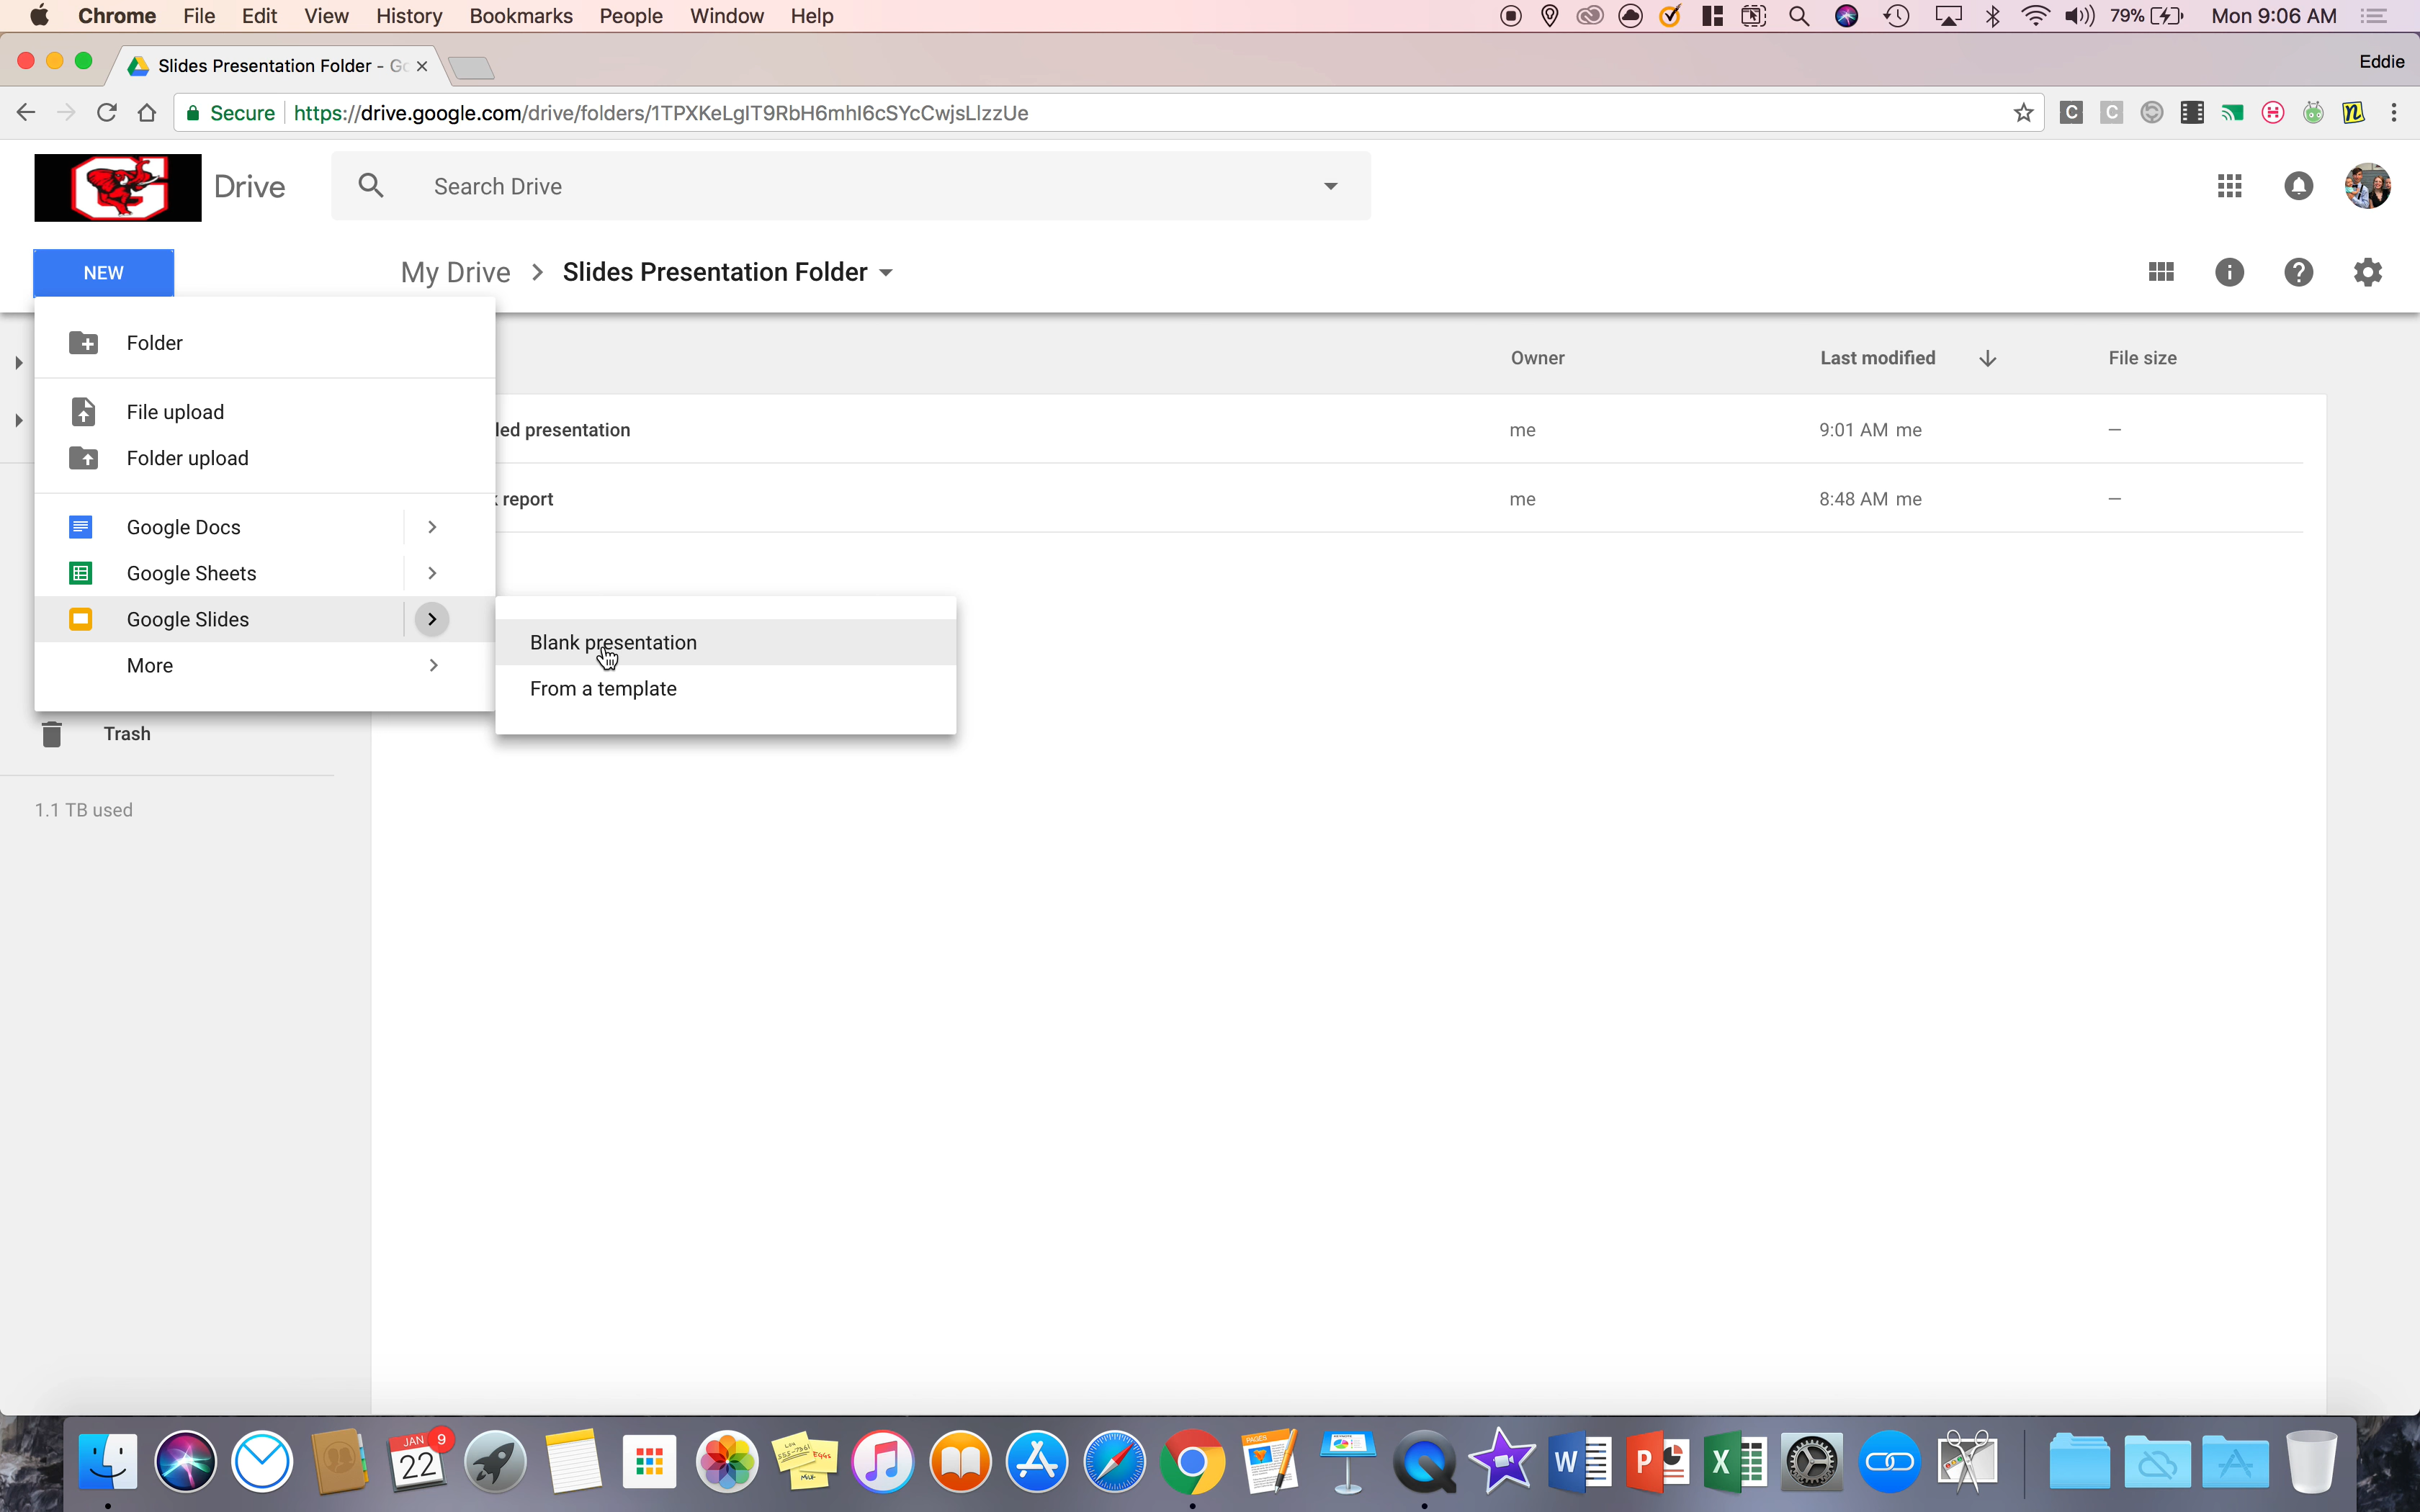 Chrome File Edit View History Bookmarks People Window Help 79% Mon 9:06 AM
Slides Presentation Folder - Go Eddie
Secure https://drive.google.com/drive/folders/1TPXKeLgIT9RbH6mhI6cSYcCwjsLlzzUe
Drive Search Drive
NEW My Drive > Slides Presentation Folder
Folder
Owner Last modified File size
File upload
led presentation me 9:01 AM me –
Folder upload
report me 8:48 AM me –
Google Docs
Google Sheets
Google Slides
Blank presentation
More
From a template
Trash
1.1 TB used
JAN 9
22